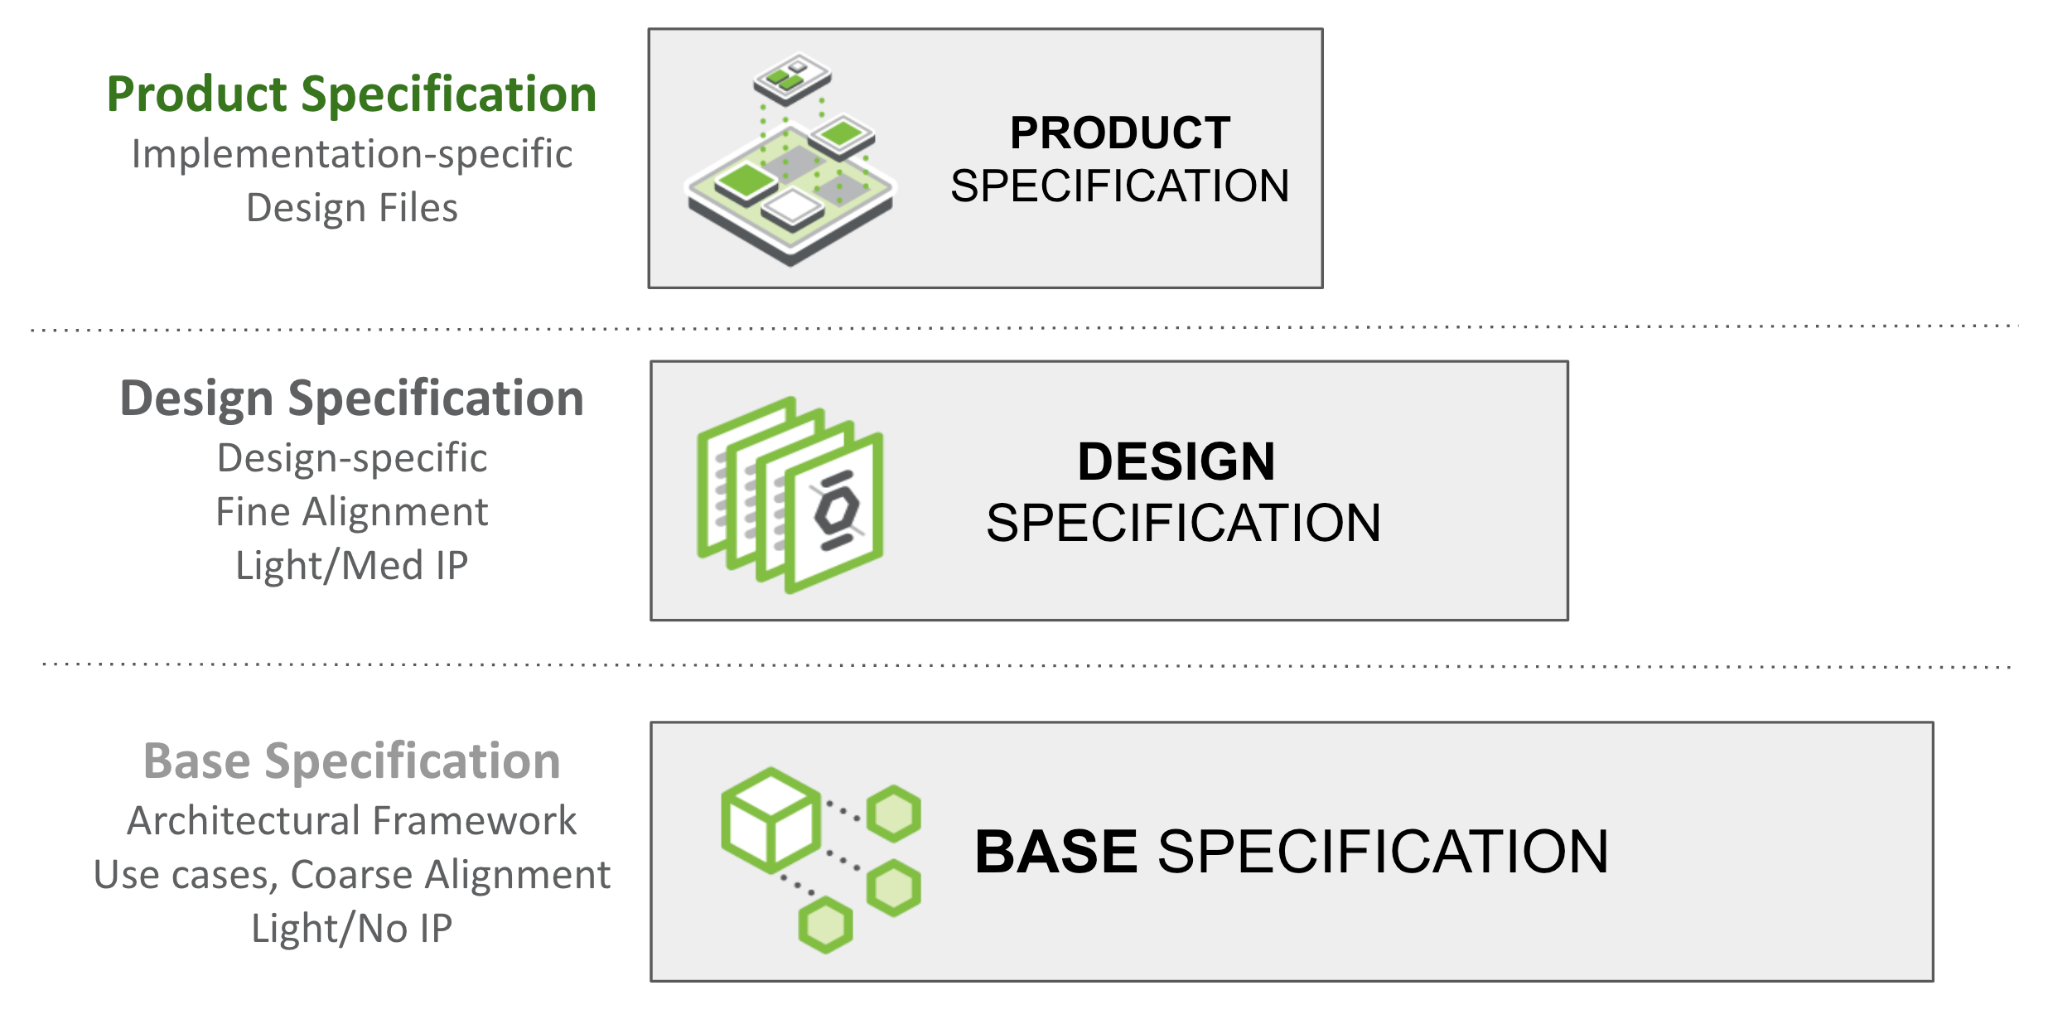 Product Specification
Implementation-specific
Design Files
PRODUCT
SPECIFICATION
Design Specification
Design-specific
Fine Alignment
Light/Med IP
DESIGN
SPECIFICATION
Base Specification
Architectural Framework
Use cases, Coarse Alignment
Light/No IP
BASE SPECIFICATION